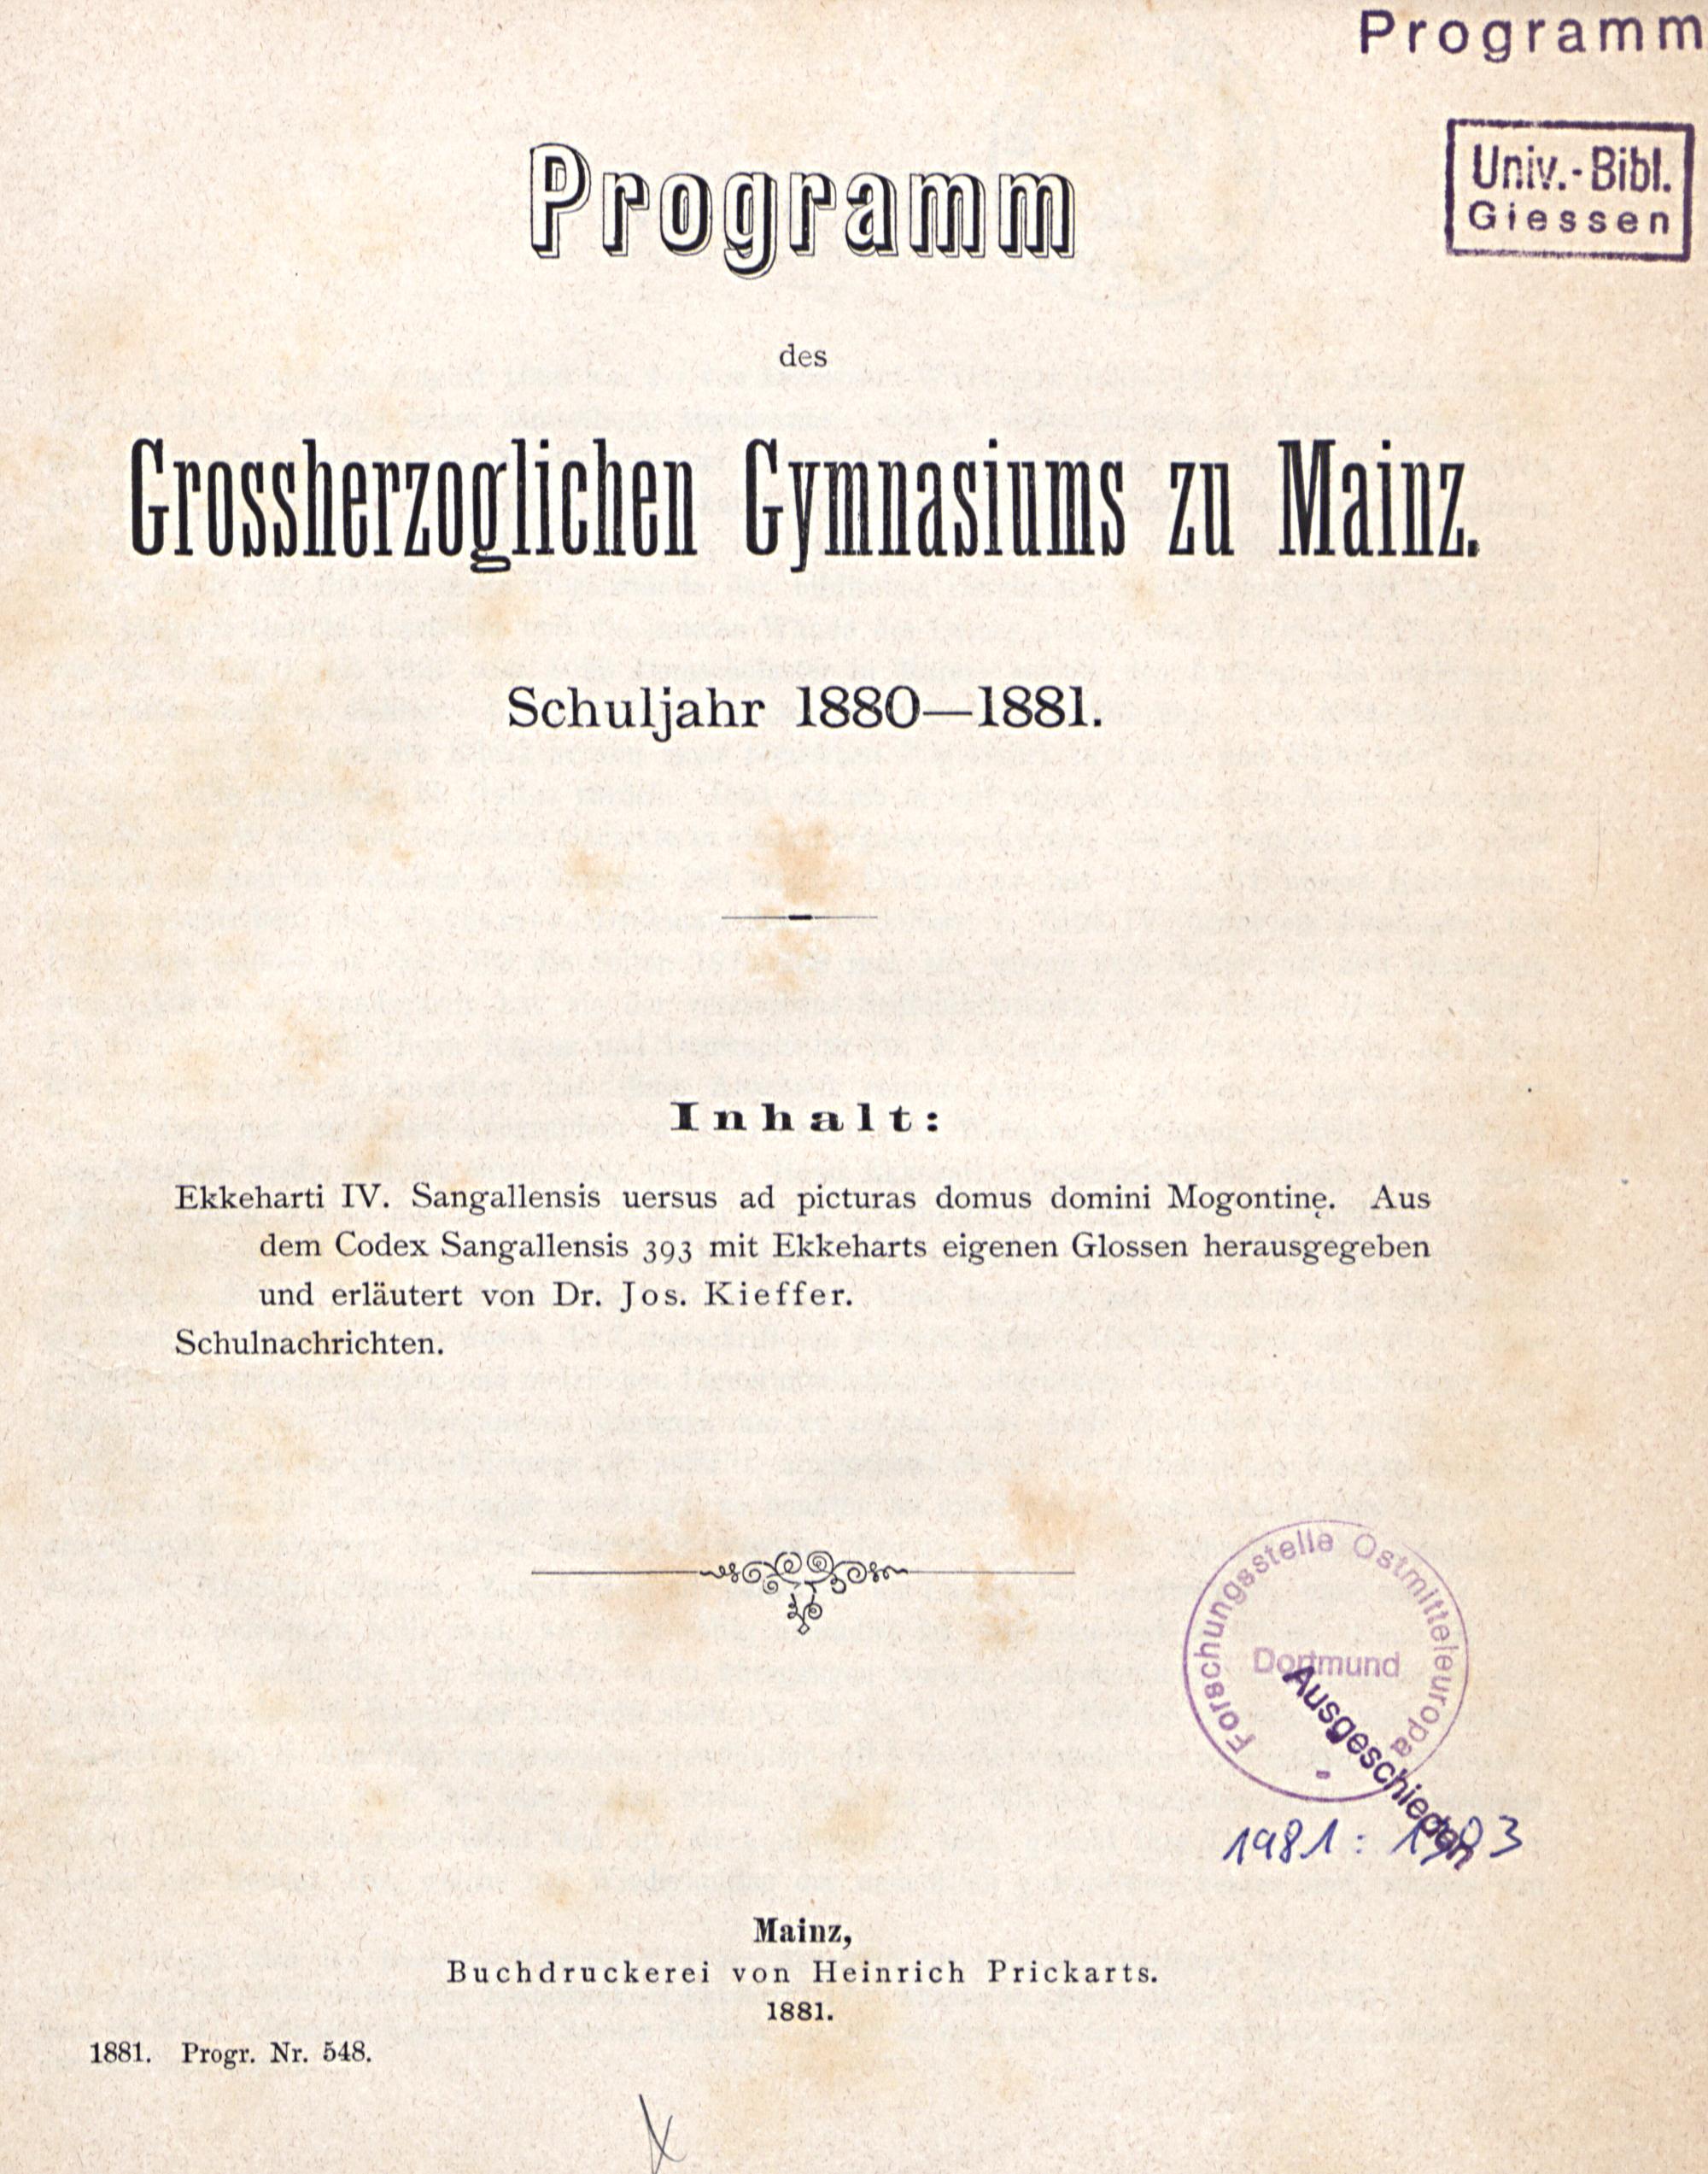 Programm
Univ.-Bibl.
Giessen
Programm
des
Grossherzoglichen Gymnasiums zu Mainz.
Schuljahr 1880—1881.
Inhalt:
Ekkeharti IV. Sangallensis uersus ad picturas domus domini Mogontinę. Aus
dem Codex Sangallensis 393 mit Ekkeharts eigenen Glossen herausgegeben
und erläutert von Dr. Jos. Kieffer.
Schulnachrichten.
Forschungsstelle Ostmitteleuropa
Dortmund
Ausgeschieden
1981:
Mainz,
Buchdruckerei von Heinrich Prickarts.
1881.
1881. Progr. Nr. 548.